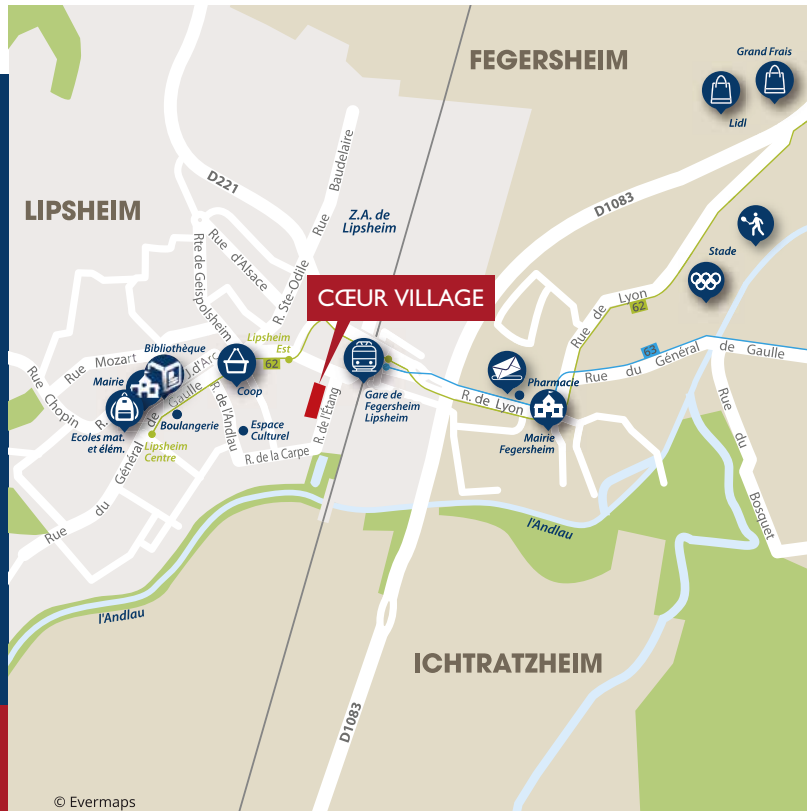 FEGERSHEIM
Grand Frais
Lidl
D1083
D221
Rue Baudelaire
LIPSHEIM
Z.A. de
Lipsheim
Rte de Geispolsheim
Rue d'Alsace
R. Ste-Odile
Stade
CŒUR VILLAGE
Rue de Lyon
62
63
Lipsheim
Est
62
Bibliothèque
Rue Mozart
J.d'Arc
Mairie
Rue Chopin
R.
Coop
Gare de
Fegersheim
Lipsheim
Pharmacie
R. de Lyon
Rue du Général de Gaulle
Mairie
Fegersheim
Ecoles mat.
et élém.
Boulangerie
R. de l'Andlau
Espace
Culturel
R. de l'Étang
Lipsheim
Centre
R. de la Carpe
Rue du Général de Gaulle
Rue du Bosquet
l'Andlau
l'Andlau
ICHTRATZHEIM
D1083
© Evermaps